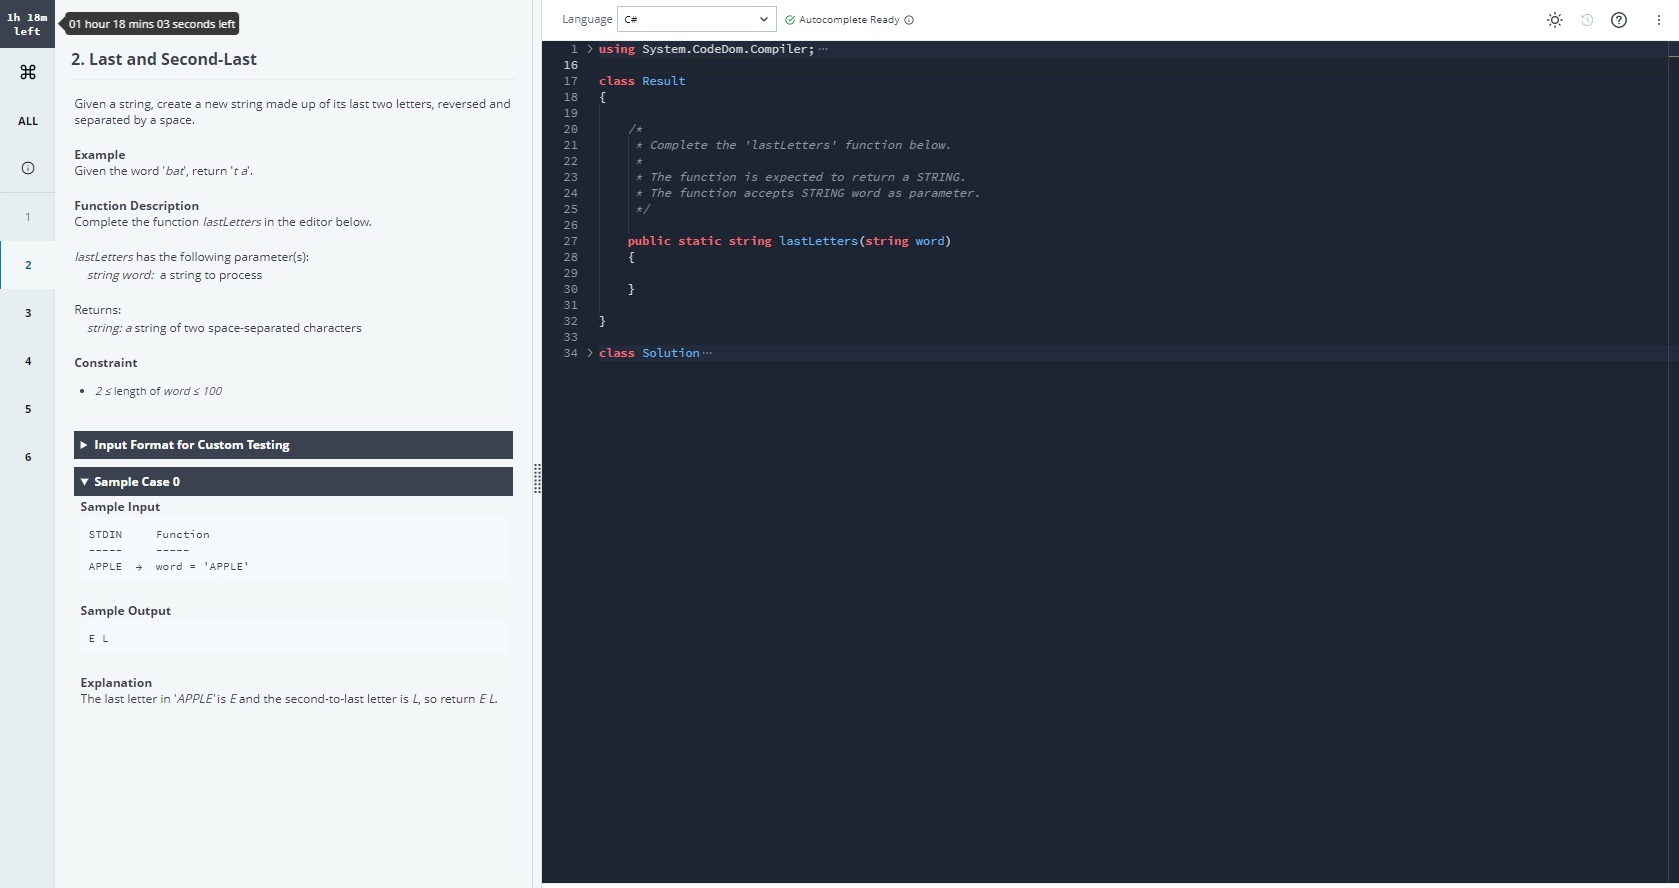 1h 18m
left
01 hour 18 mins 03 seconds left
ALL
1
2
3
4
5
6
2. Last and Second-Last
Given a string, create a new string made up of its last two letters, reversed and
separated by a space.
Example
Given the word 'bat', return 't a'.
Function Description
Complete the function lastLetters in the editor below.
lastLetters has the following parameter(s):
string word: a string to process
Returns:
string: a string of two space-separated characters
Constraint
• 2 ≤ length of word ≤ 100
Input Format for Custom Testing
Sample Case 0
Sample Input
STDIN Function
----- -----
APPLE → word = 'APPLE'
Sample Output
E L
Explanation
The last letter in 'APPLE' is E and the second-to-last letter is L, so return E L.
Language C# Autocomplete Ready
1 using System.CodeDom.Compiler; ···
16
17 class Result
18 {
19
20 /*
21 * Complete the 'lastLetters' function below.
22 *
23 * The function is expected to return a STRING.
24 * The function accepts STRING word as parameter.
25 */
26
27 public static string lastLetters(string word)
28 {
29
30 }
31
32 }
33
34 class Solution ···